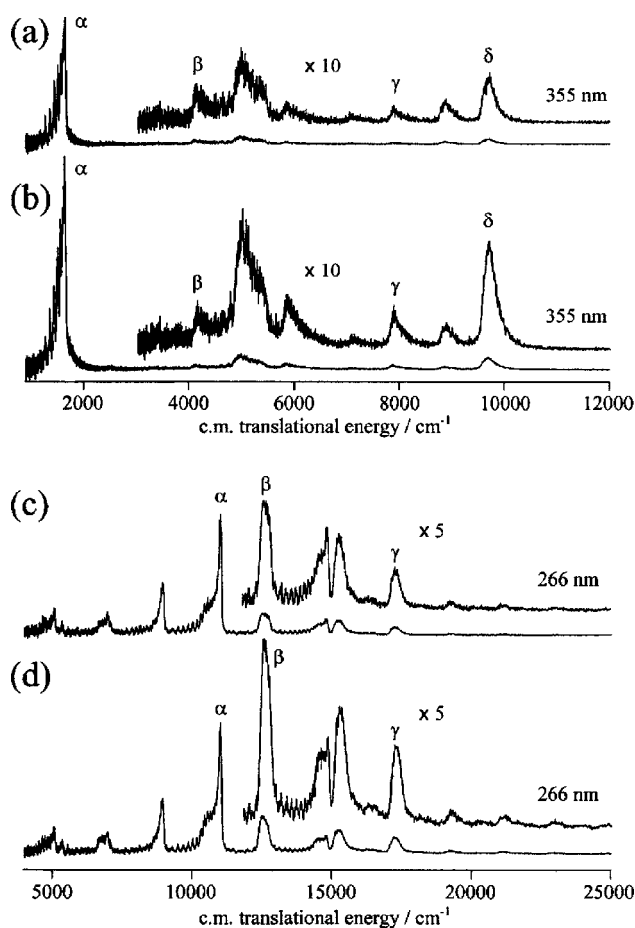 (a)
α
β
x 10
γ
δ
355 nm
(b)
α
β
x 10
γ
δ
355 nm
2000 4000 6000 8000 10000 12000
c.m. translational energy / cm⁻¹
(c)
α
β
x 5
γ
266 nm
(d)
α
β
x 5
γ
266 nm
5000 10000 15000 20000 25000
c.m. translational energy / cm⁻¹